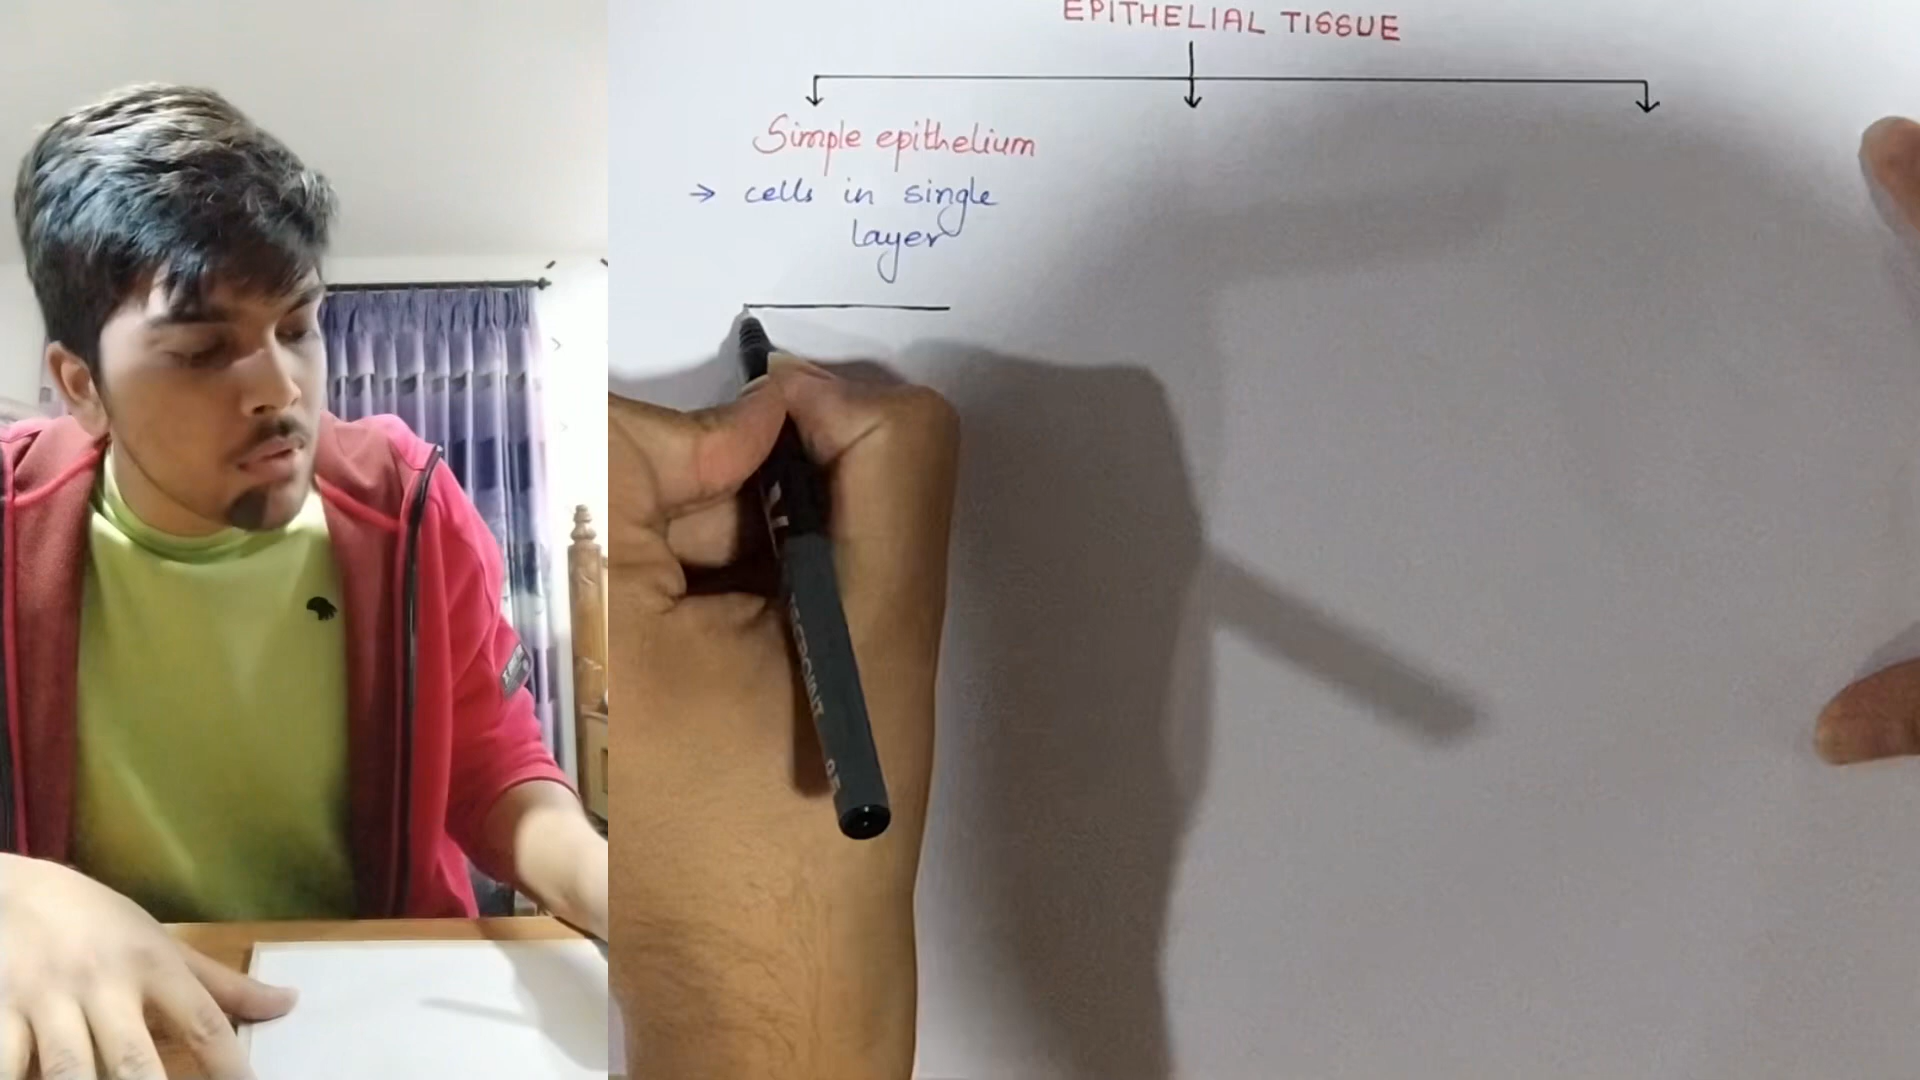 EPITHELIAL TISSUE
Simple epithelium
→ cells in single
layer